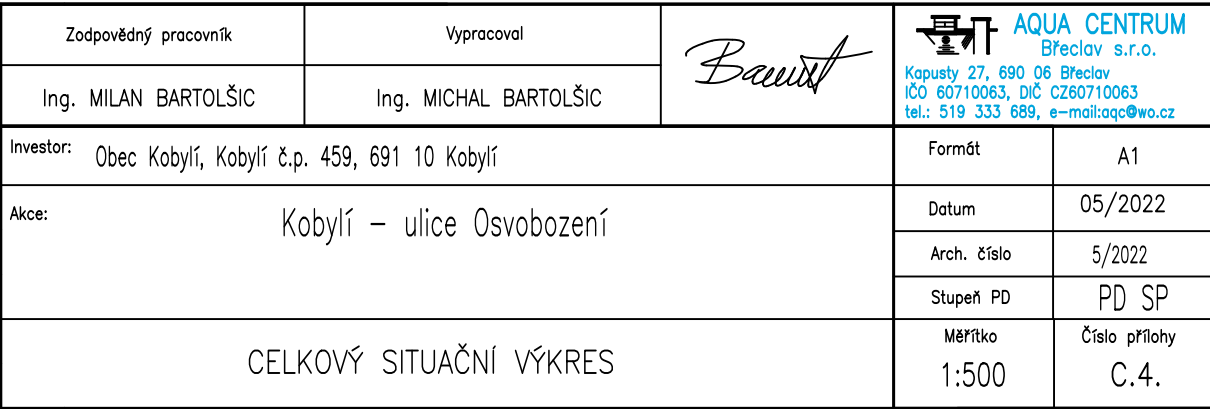 Zodpovědný pracovník
Vypracoval
Ing. MILAN BARTOLŠIC
Ing. MICHAL BARTOLŠIC
AQUA CENTRUM
Břeclav s.r.o.
Kapusty 27, 690 06 Břeclav
IČO 60710063, DIČ CZ60710063
tel.: 519 333 689, e-mail:aqc@wo.cz
Investor: Obec Kobylí, Kobylí č.p. 459, 691 10 Kobylí
Formát A1
Akce: Kobylí – ulice Osvobození
Datum 05/2022
Arch. číslo 5/2022
Stupeň PD PD SP
CELKOVÝ SITUAČNÍ VÝKRES
Měřítko
1:500
Číslo přílohy
C.4.